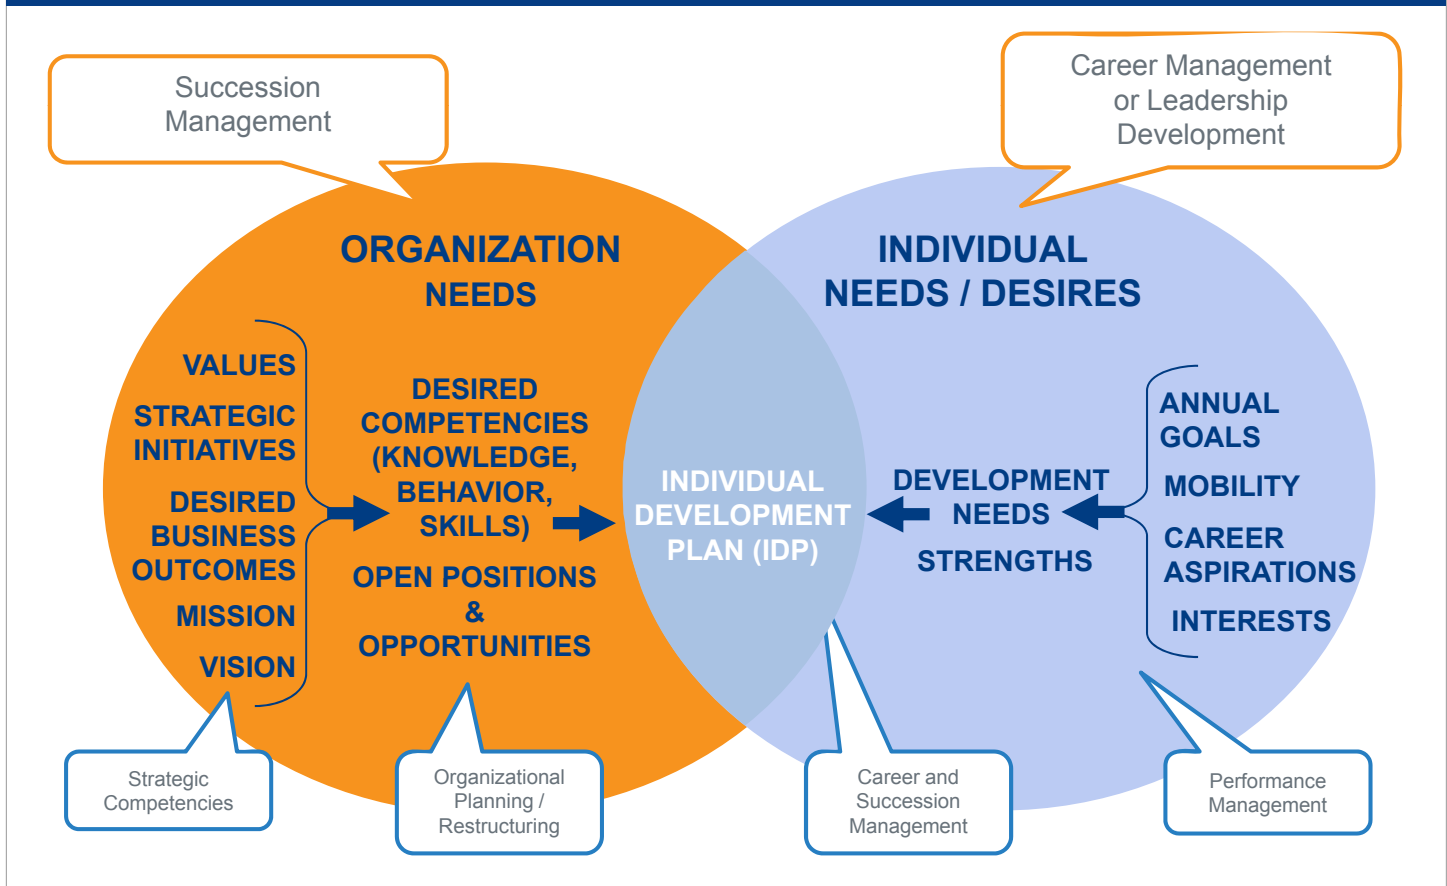 Succession
Management
Career Management
or Leadership
Development
ORGANIZATION
NEEDS
INDIVIDUAL
NEEDS / DESIRES
VALUES
STRATEGIC
INITIATIVES
DESIRED
BUSINESS
OUTCOMES
MISSION
VISION
DESIRED
COMPETENCIES
(KNOWLEDGE,
BEHAVIOR,
SKILLS)
OPEN POSITIONS
&
OPPORTUNITIES
INDIVIDUAL
DEVELOPMENT
PLAN (IDP)
DEVELOPMENT
NEEDS
STRENGTHS
ANNUAL
GOALS
MOBILITY
CAREER
ASPIRATIONS
INTERESTS
Strategic
Competencies
Organizational
Planning /
Restructuring
Career and
Succession
Management
Performance
Management